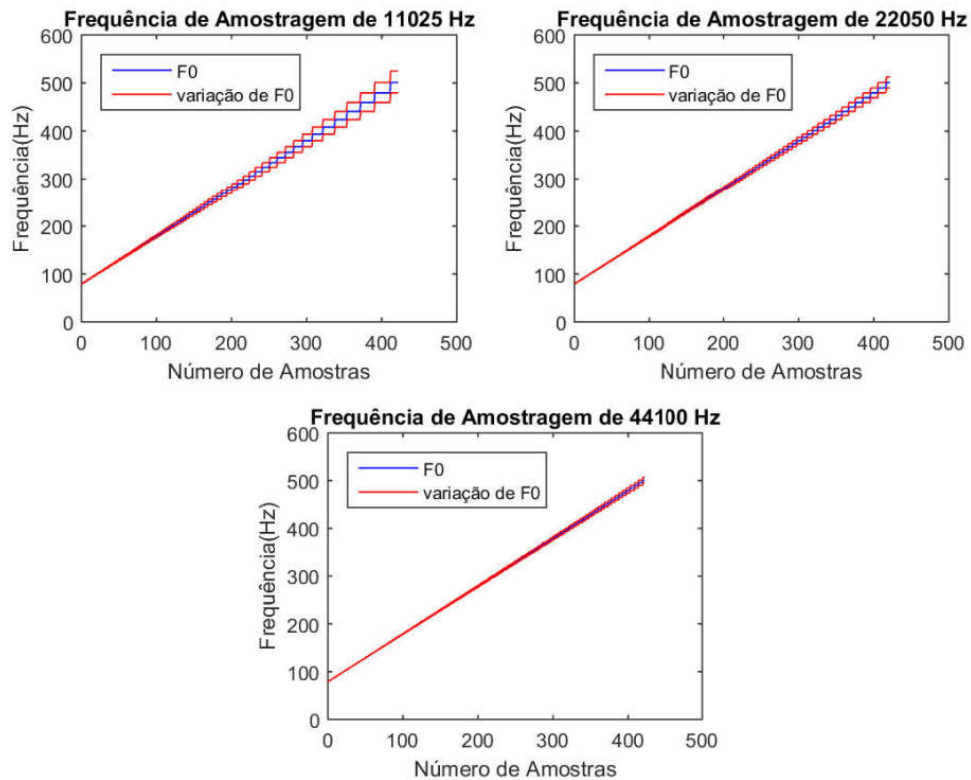 Frequência de Amostragem de 11025 Hz
600
500
400
300
200
100
0
Frequência(Hz)
F0
variação de F0
0 100 200 300 400 500
Número de Amostras
Frequência de Amostragem de 22050 Hz
600
500
400
300
200
100
0
Frequência(Hz)
F0
variação de F0
0 100 200 300 400 500
Número de Amostras
Frequência de Amostragem de 44100 Hz
600
500
400
300
200
100
0
Frequência(Hz)
F0
variação de F0
0 100 200 300 400 500
Número de Amostras